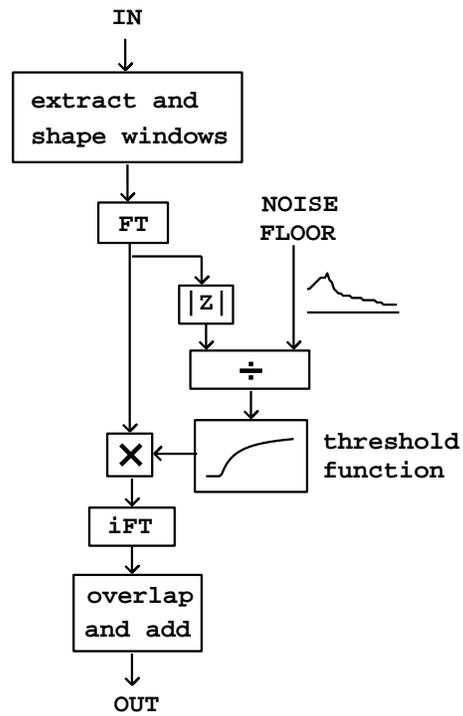 IN
extract and
shape windows
FT
NOISE
FLOOR
|Z|
÷
×
threshold
function
iFT
overlap
and add
OUT